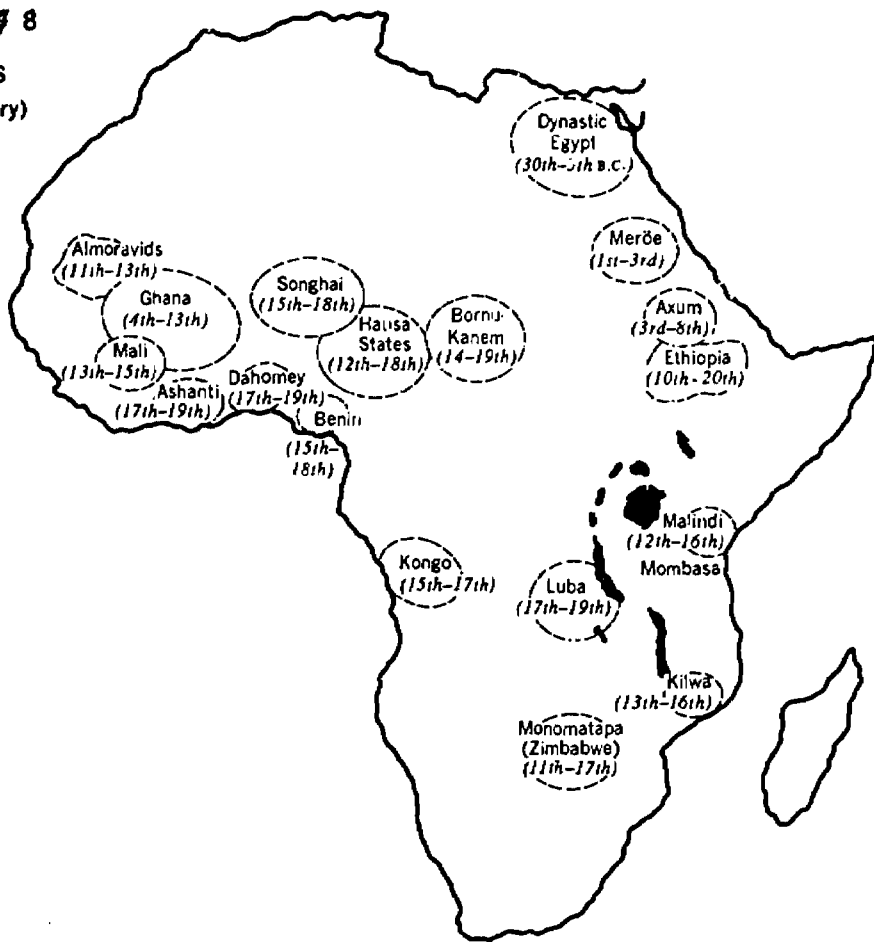 8
S
ry)
Dynastic
Egypt
(30th– B.C.)
Meröe
(1st–3rd)
Almoravids
(11th–13th)
Ghana
(4th–13th)
Songhai
(15th–18th)
Hausa
States
(12th–18th)
Bornu-
Kanem
(14–19th)
Axum
(3rd–8th)
Ethiopia
(10th-20th)
Mali
(13th–15th)
Ashanti
(17th–19th)
Dahomey
(17th–19th)
Benin
(15th–
18th)
Malindi
(12th–16th)
Mombasa
Kongo
(15th–17th)
Luba
(17th–19th)
Kilwa
(13th–16th)
Monomatapa
(Zimbabwe)
(11th–17th)